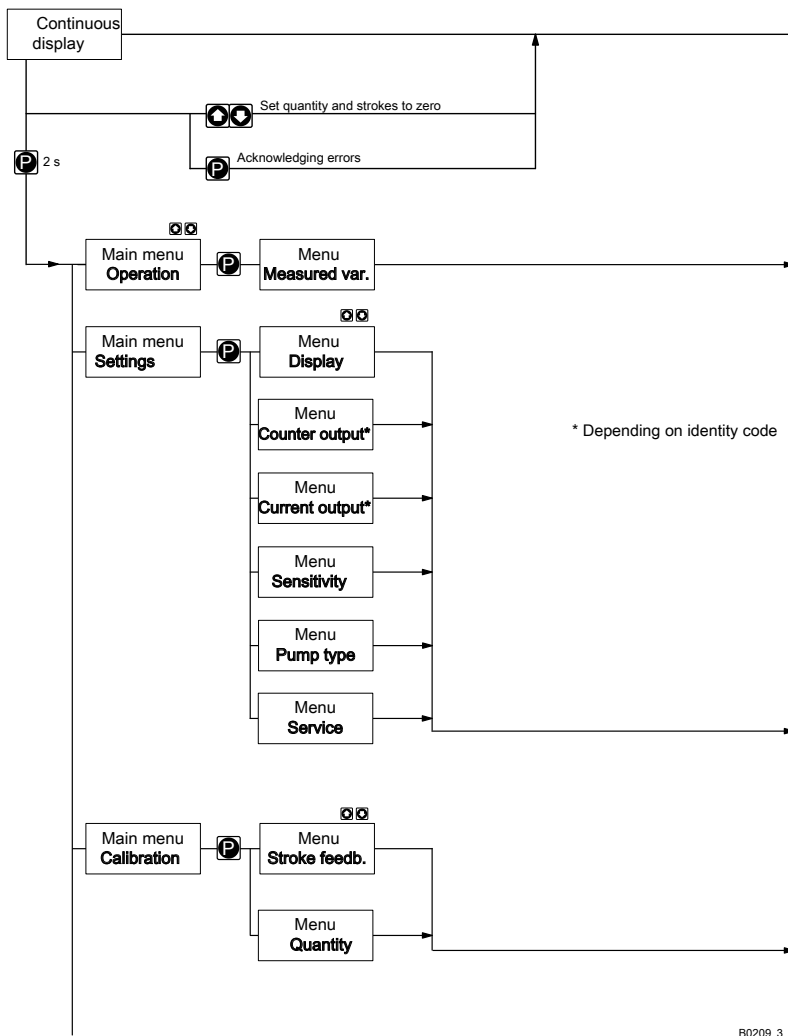 Continuous
display
Set quantity and strokes to zero
Acknowledging errors
P
P 2 s
Main menu
Operation
P
Menu
Measured var.
Main menu
Settings
P
Menu
Display
Menu
Counter output*
* Depending on identity code
Menu
Current output*
Menu
Sensitivity
Menu
Pump type
Menu
Service
Main menu
Calibration
P
Menu
Stroke feedb.
Menu
Quantity
B0209_3